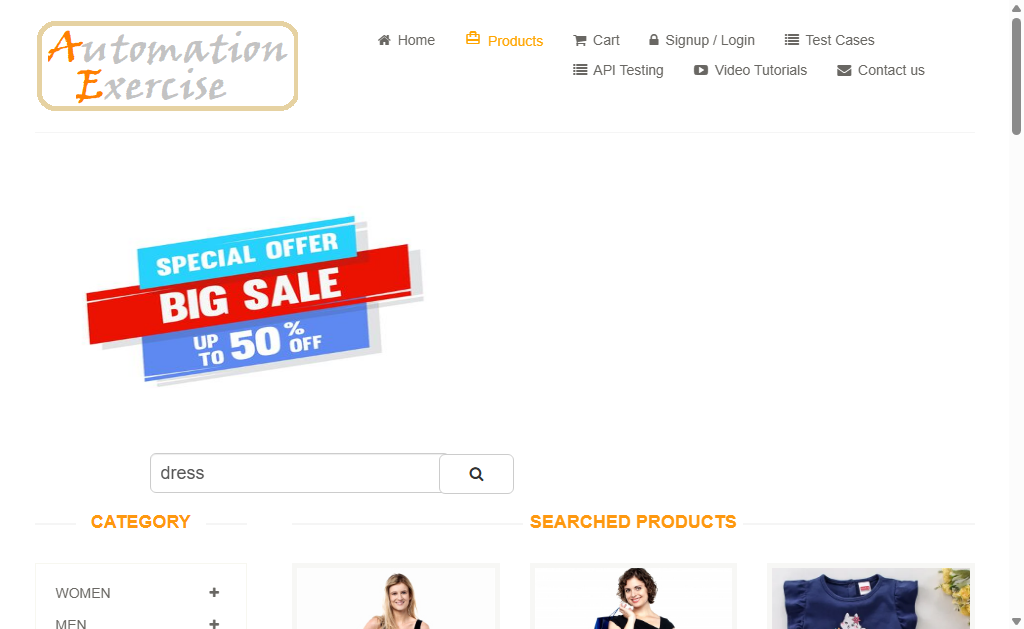 Automation
Exercise
Home
Products
Cart
Signup / Login
Test Cases
API Testing
Video Tutorials
Contact us
SPECIAL OFFER
BIG SALE
UP TO 50% OFF
dress
CATEGORY
SEARCHED PRODUCTS
WOMEN
MEN